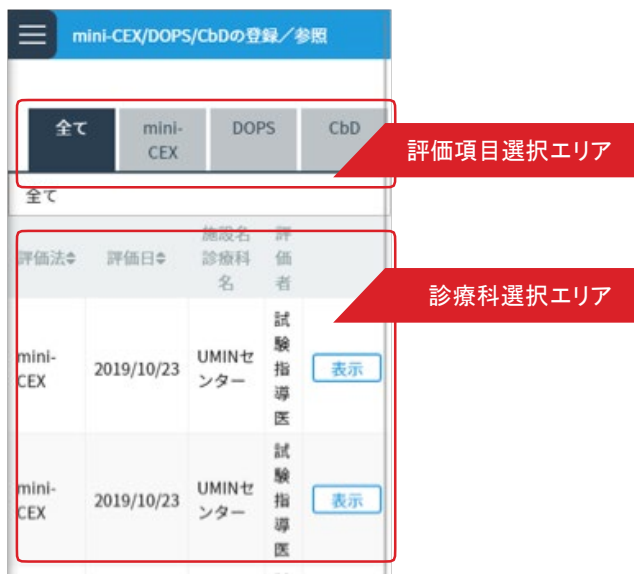 mini-CEX/DOPS/CbDの登録／参照
全て
mini-
CEX
DOPS
CbD
評価項目選択エリア
全て
評価法
評価日
施設名
診療科
名
評
価
者
診療科選択エリア
mini-
CEX
2019/10/23
UMINセ
ンター
試
験
指
導
医
表示
mini-
CEX
2019/10/23
UMINセ
ンター
試
験
指
導
医
表示